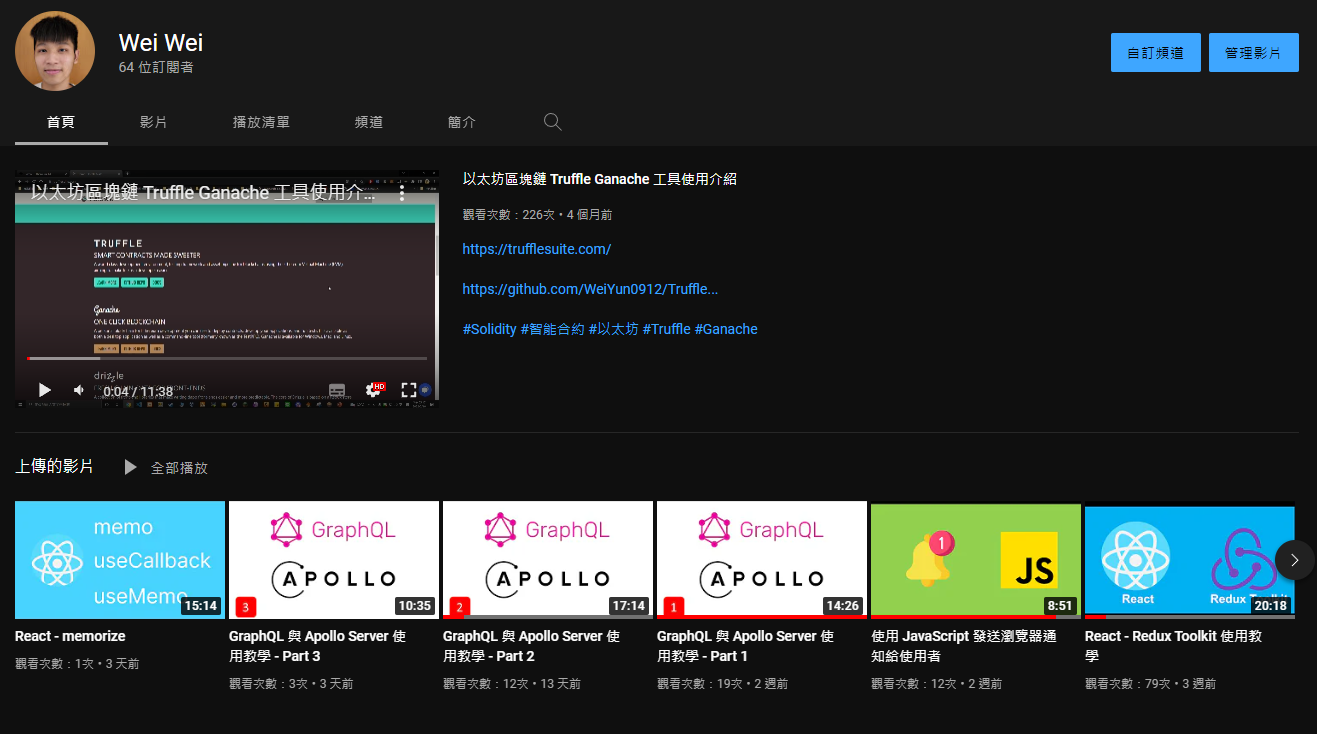 Wei Wei
64 位訂閱者
自訂頻道
管理影片
首頁
影片
播放清單
頻道
簡介
以太坊區塊鏈 Truffle Ganache 工具使用介...
TRUFFLE
SMART CONTRACTS MADE SWEETER
Ganache
ONE CLICK BLOCKCHAIN
drizzle
HD
0:04 / 11:38
以太坊區塊鏈 Truffle Ganache 工具使用介紹
觀看次數：226次 • 4 個月前
https://trufflesuite.com/
https://github.com/WeiYun0912/Truffle...
#Solidity #智能合約 #以太坊 #Truffle #Ganache
上傳的影片
全部播放
memo
useCallback
useMemo
15:14
React - memorize
觀看次數：1次 • 3 天前
GraphQL
APOLLO
3
10:35
GraphQL 與 Apollo Server 使
用教學 - Part 3
觀看次數：3次 • 3 天前
GraphQL
APOLLO
2
17:14
GraphQL 與 Apollo Server 使
用教學 - Part 2
觀看次數：12次 • 13 天前
GraphQL
APOLLO
1
14:26
GraphQL 與 Apollo Server 使
用教學 - Part 1
觀看次數：19次 • 2 週前
1
JS
8:51
使用 JavaScript 發送瀏覽器通
知給使用者
觀看次數：12次 • 2 週前
React
Redux Toolkit
20:18
React - Redux Toolkit 使用教
學
觀看次數：79次 • 3 週前